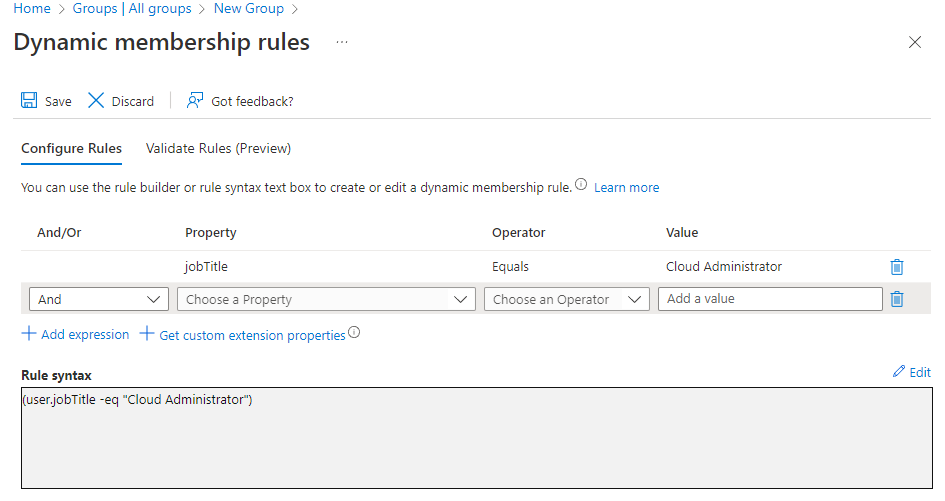 Home > Groups | All groups > New Group >
Dynamic membership rules ...
Save Discard Got feedback?
Configure Rules Validate Rules (Preview)
You can use the rule builder or rule syntax text box to create or edit a dynamic membership rule. Learn more
And/Or Property Operator Value
jobTitle Equals Cloud Administrator
And Choose a Property Choose an Operator Add a value
Add expression Get custom extension properties
Rule syntax Edit
(user.jobTitle -eq "Cloud Administrator")